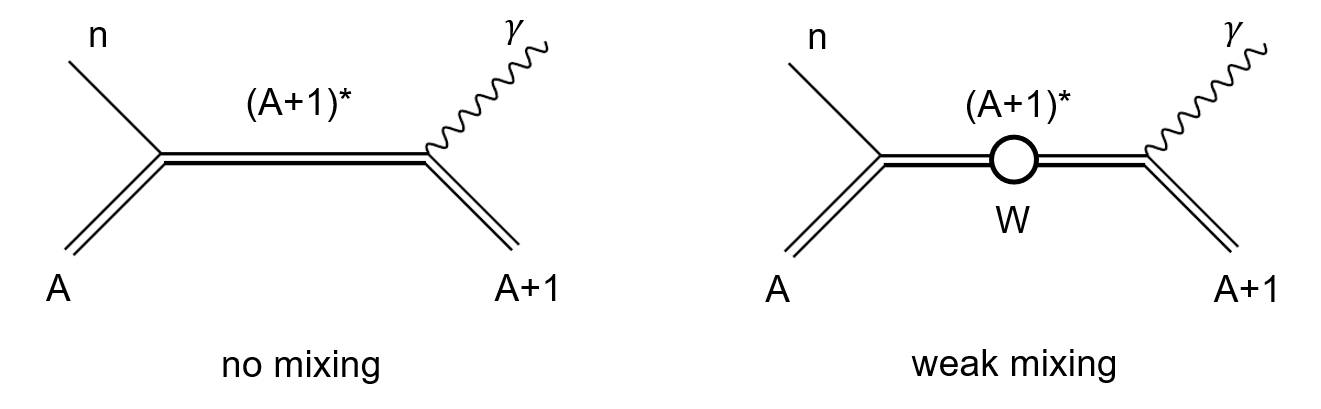 n
γ
(A+1)*
A
A+1
no mixing
n
γ
(A+1)*
W
A
A+1
weak mixing